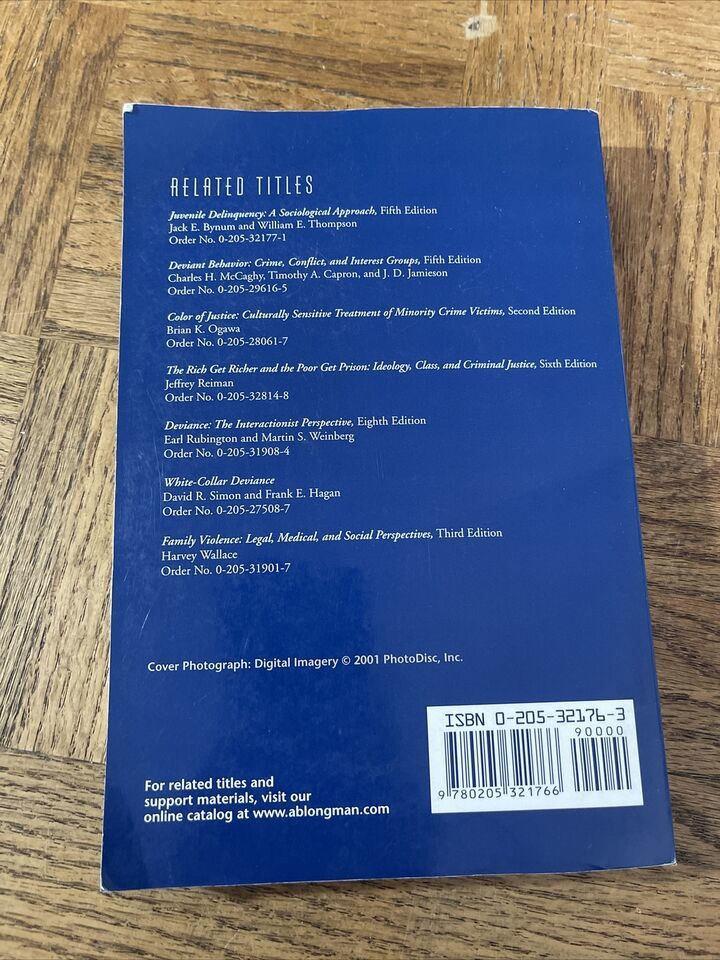 RELATED TITLES
Juvenile Delinquency: A Sociological Approach, Fifth Edition
Jack E. Bynum and William E. Thompson
Order No. 0-205-32177-1
Deviant Behavior: Crime, Conflict, and Interest Groups, Fifth Edition
Charles H. McCaghy, Timothy A. Capron, and J. D. Jamieson
Order No. 0-205-29616-5
Color of Justice: Culturally Sensitive Treatment of Minority Crime Victims, Second Edition
Brian K. Ogawa
Order No. 0-205-28061-7
The Rich Get Richer and the Poor Get Prison: Ideology, Class, and Criminal Justice, Sixth Edition
Jeffrey Reiman
Order No. 0-205-32814-8
Deviance: The Interactionist Perspective, Eighth Edition
Earl Rubington and Martin S. Weinberg
Order No. 0-205-31908-4
White-Collar Deviance
David R. Simon and Frank E. Hagan
Order No. 0-205-27508-7
Family Violence: Legal, Medical, and Social Perspectives, Third Edition
Harvey Wallace
Order No. 0-205-31901-7
Cover Photograph: Digital Imagery © 2001 PhotoDisc, Inc.
For related titles and
support materials, visit our
online catalog at www.ablongman.com
ISBN 0-205-32176-3
90000
9 780205 321766